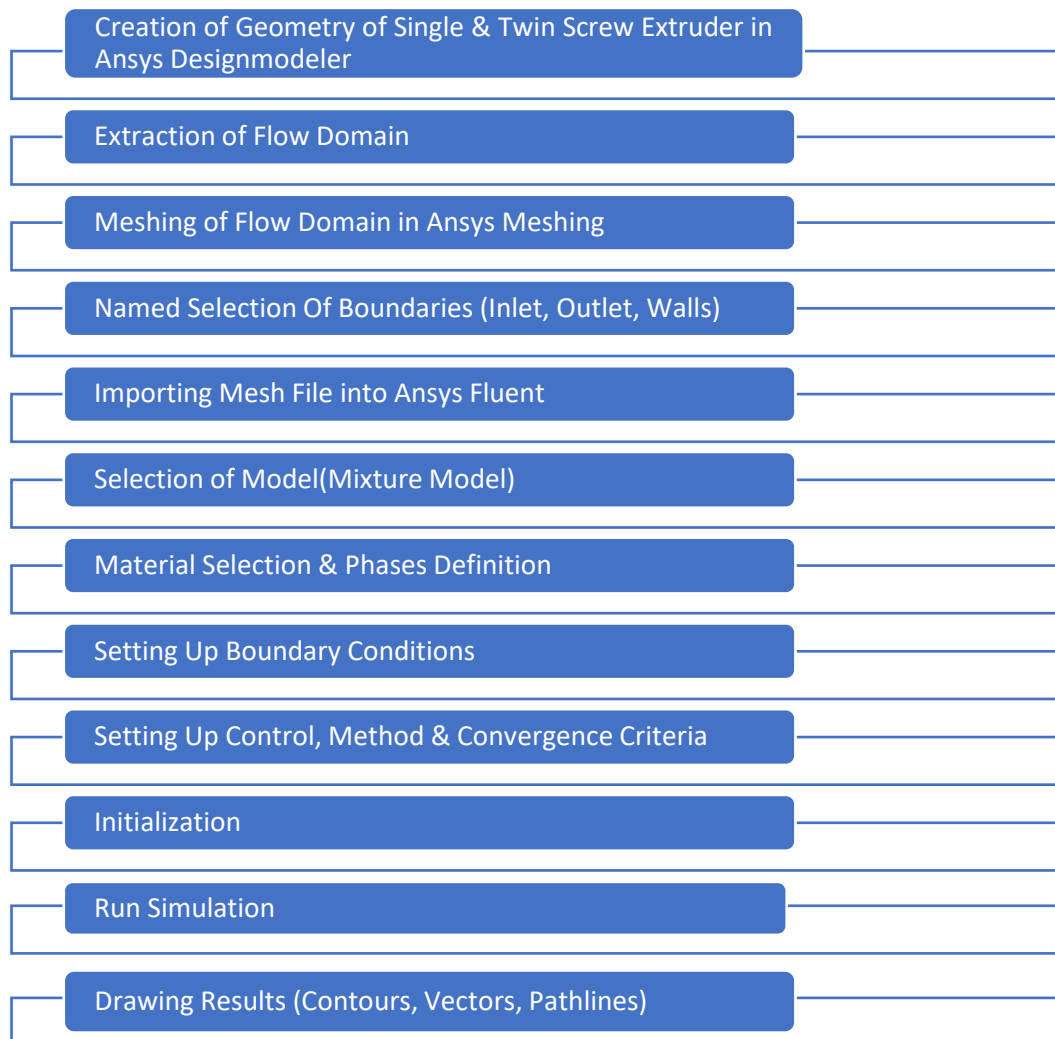 Creation of Geometry of Single & Twin Screw Extruder in
Ansys Designmodeler
Extraction of Flow Domain
Meshing of Flow Domain in Ansys Meshing
Named Selection Of Boundaries (Inlet, Outlet, Walls)
Importing Mesh File into Ansys Fluent
Selection of Model(Mixture Model)
Material Selection & Phases Definition
Setting Up Boundary Conditions
Setting Up Control, Method & Convergence Criteria
Initialization
Run Simulation
Drawing Results (Contours, Vectors, Pathlines)